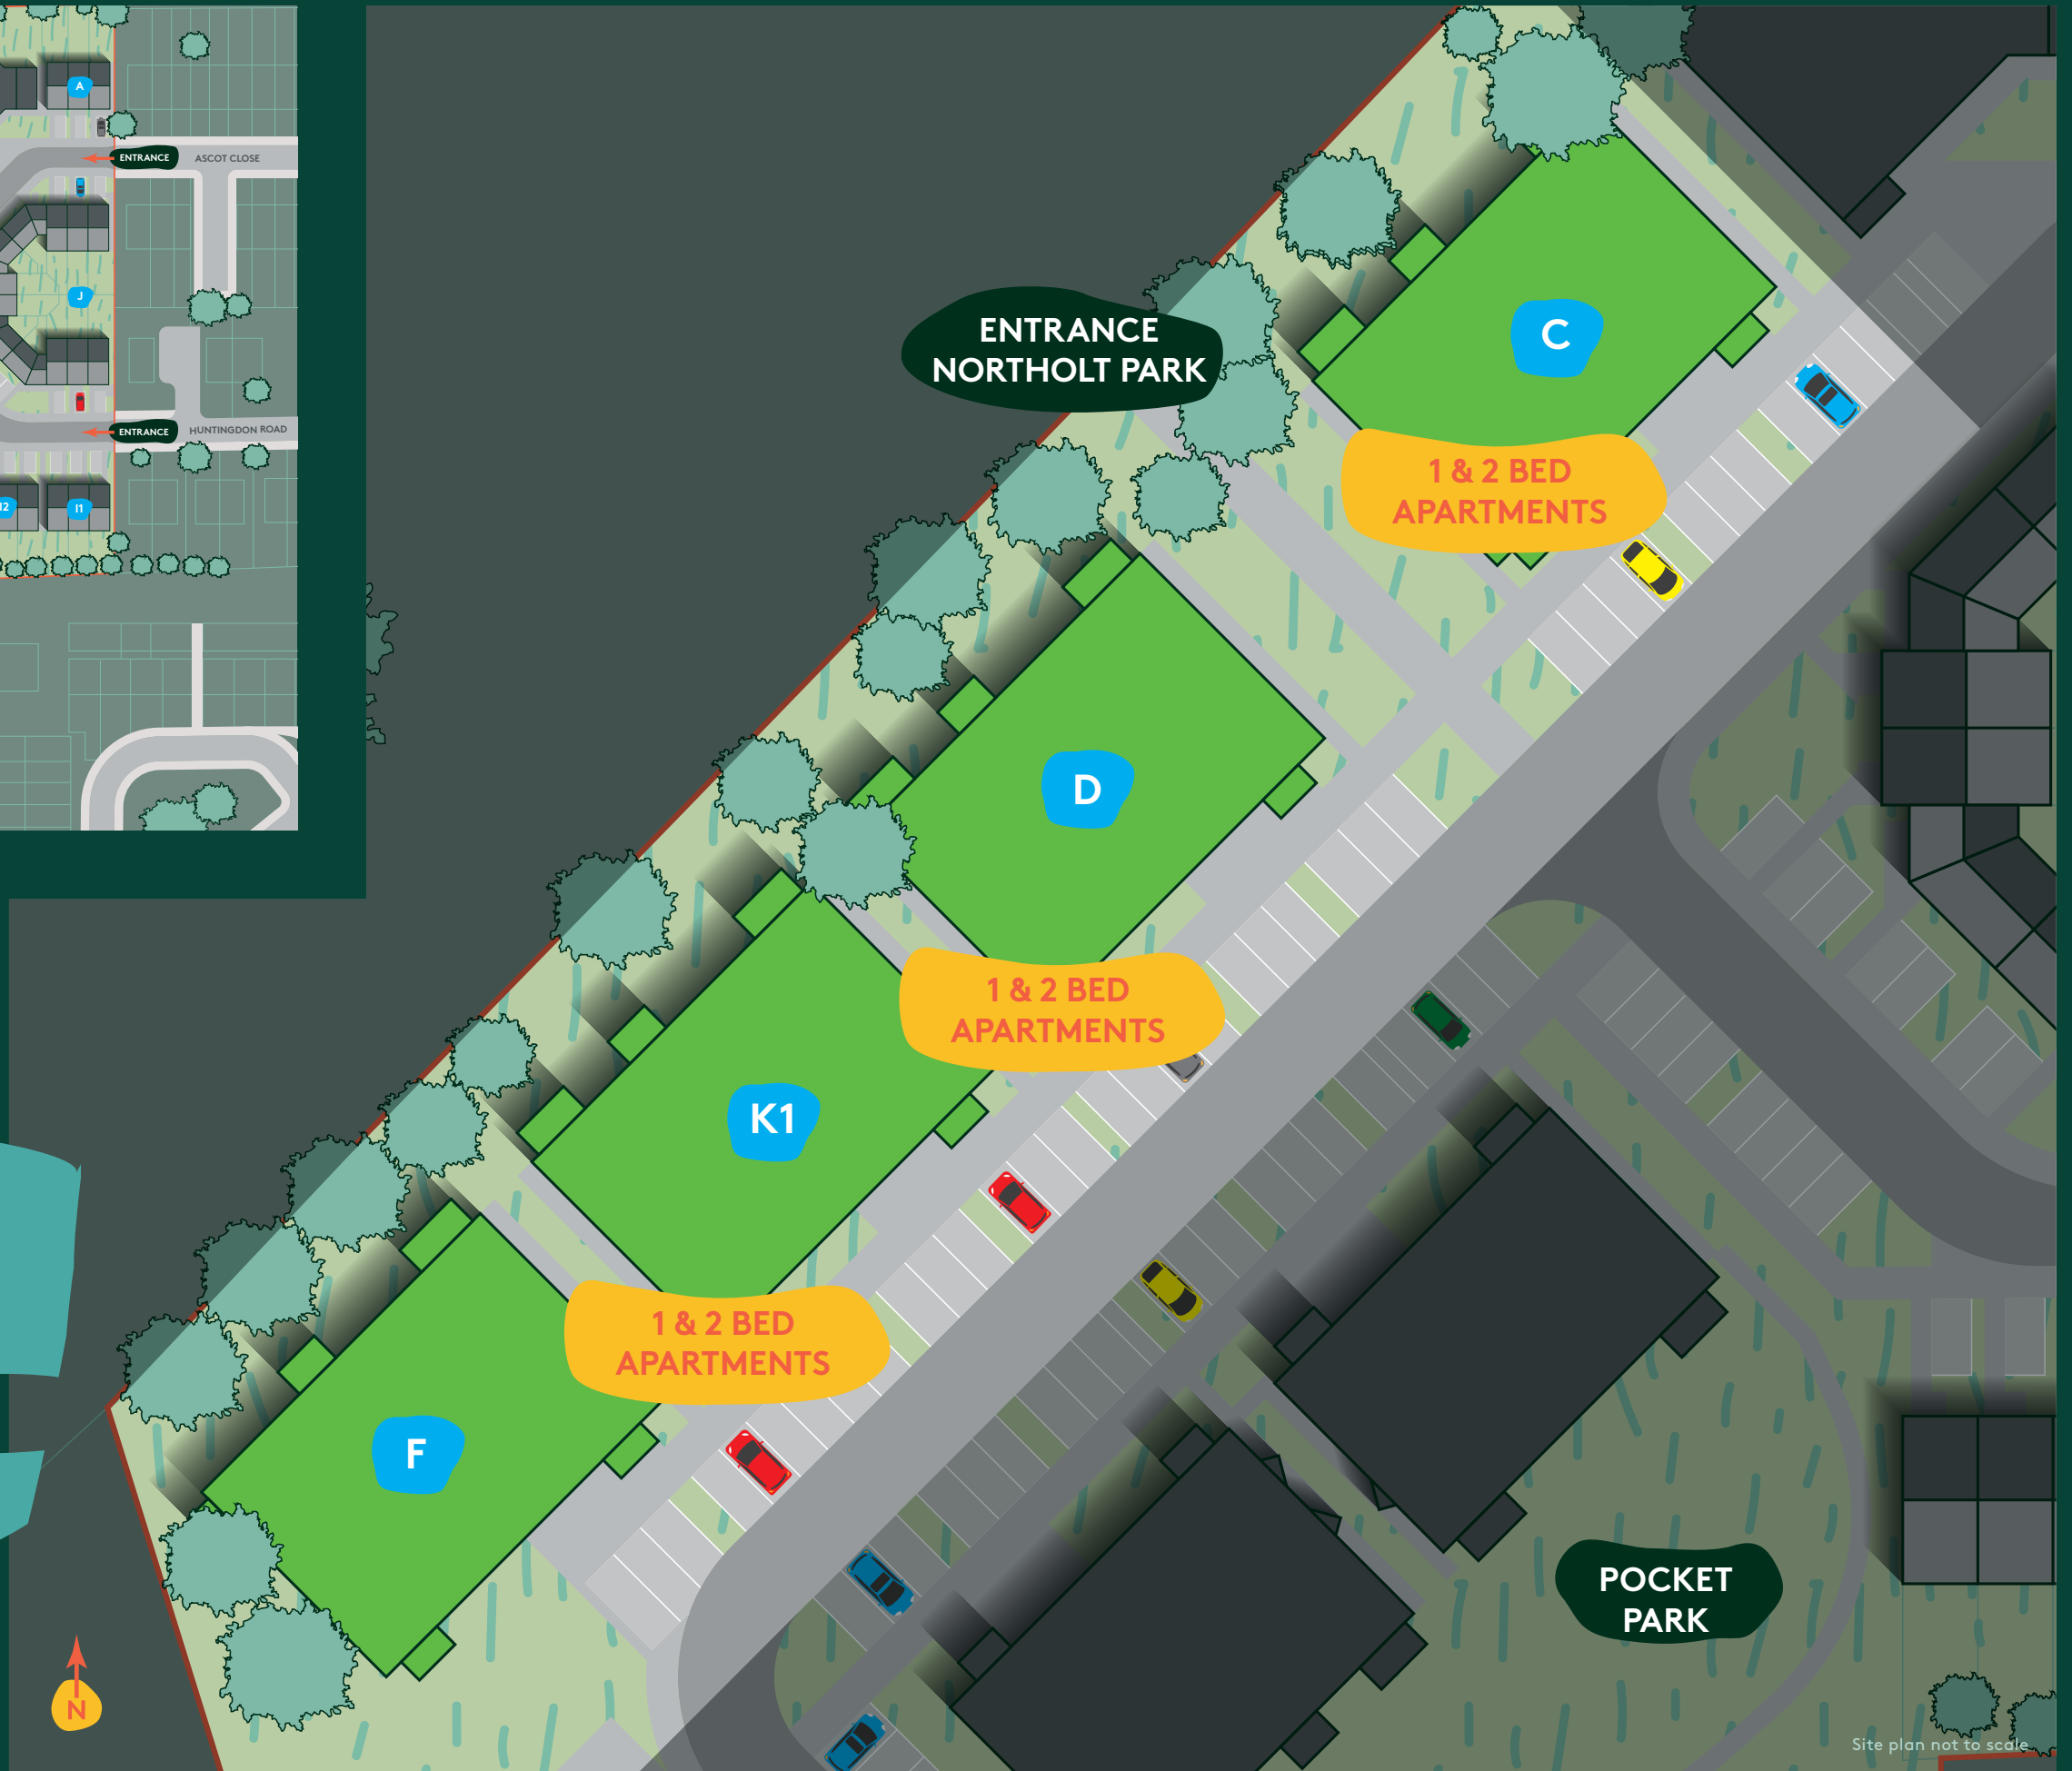 A
ENTRANCE
ASCOT CLOSE
J
ENTRANCE
HUNTINGDON ROAD
I2
I1
ENTRANCE
NORTHOLT PARK
C
1 & 2 BED
APARTMENTS
D
1 & 2 BED
APARTMENTS
K1
1 & 2 BED
APARTMENTS
F
POCKET
PARK
N
Site plan not to scale